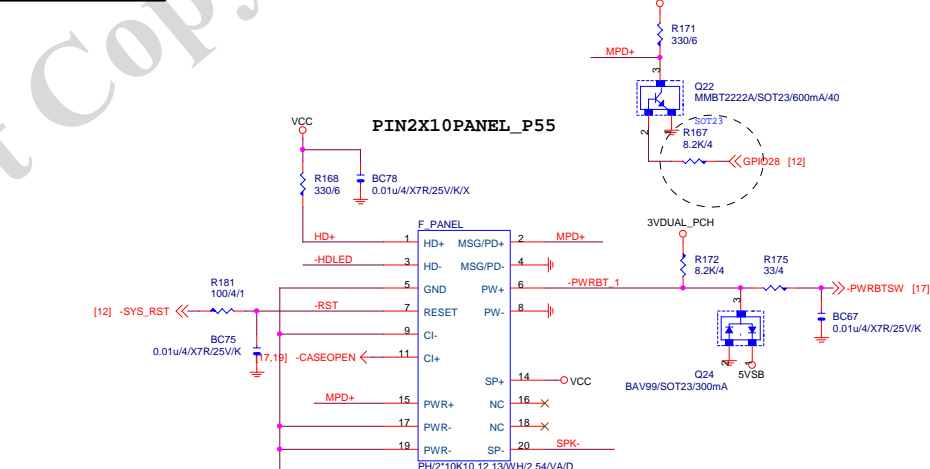 t Copy
R171
330/6
MPD+
3
Q22
MMBT2222A/SOT23/600mA/40
SOT23
2
R167
8.2K/4
GPIO28 [12]
VCC
PIN2X10PANEL_P55
R168
330/6
BC78
0.01u/4/X7R/25V/K/X
3VDUAL_PCH
F_PANEL
HD+ 1 HD+ MSG/PD+ 2 MPD+
-HDLED 3 HD- MSG/PD- 4
R172
8.2K/4
R175
33/4
5 GND PW+ 6 -PWRBT_1
-PWRBTSW [17]
R181
100/4/1
[12] -SYS_RST
-RST 7 RESET PW- 8
3
BC67
0.01u/4/X7R/25V/K
9 CI-
BC75
0.01u/4/X7R/25V/K
[17,19] -CASEOPEN 11 CI+
2 1
Q24
5VSB
BAV99/SOT23/300mA
SP+ 14 VCC
MPD+ 15 PWR+ NC 16
17 PWR- NC 18
19 PWR- SP- 20 SPK-
PH/2*10K10,12,13/WH/2.54/VA/D